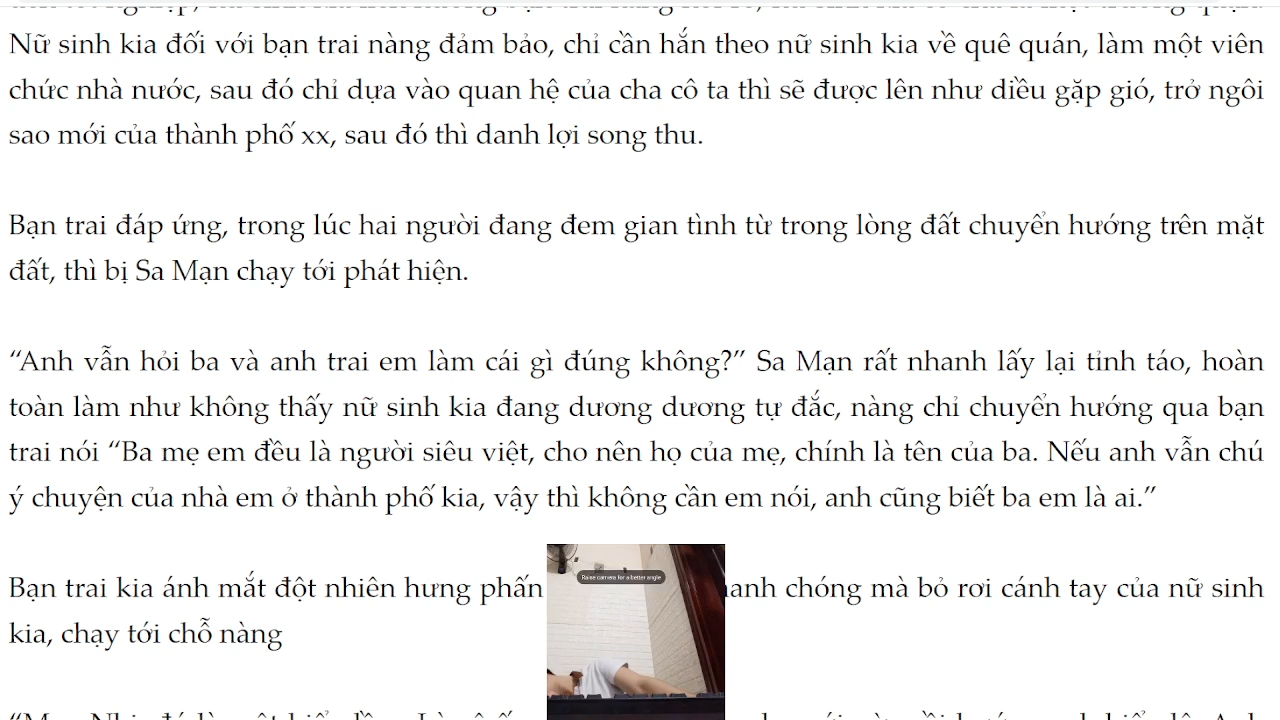 Nữ sinh kia đối với bạn trai nàng đảm bảo, chỉ cần hắn theo nữ sinh kia về quê quán, làm một viên
chức nhà nước, sau đó chỉ dựa vào quan hệ của cha cô ta thì sẽ được lên như diều gặp gió, trở ngôi
sao mới của thành phố xx, sau đó thì danh lợi song thu.
Bạn trai đáp ứng, trong lúc hai người đang đem gian tình từ trong lòng đất chuyển hướng trên mặt
đất, thì bị Sa Mạn chạy tới phát hiện.
“Anh vẫn hỏi ba và anh trai em làm cái gì đúng không?” Sa Mạn rất nhanh lấy lại tỉnh táo, hoàn
toàn làm như không thấy nữ sinh kia đang dương dương tự đắc, nàng chỉ chuyển hướng qua bạn
trai nói “Ba mẹ em đều là người siêu việt, cho nên họ của mẹ, chính là tên của ba. Nếu anh vẫn chú
ý chuyện của nhà em ở thành phố kia, vậy thì không cần em nói, anh cũng biết ba em là ai.”
Bạn trai kia ánh mắt đột nhiên hưng phấn chóng mà bỏ rơi cánh tay của nữ sinh
Raise camera for a better angle
kia, chạy tới chỗ nàng